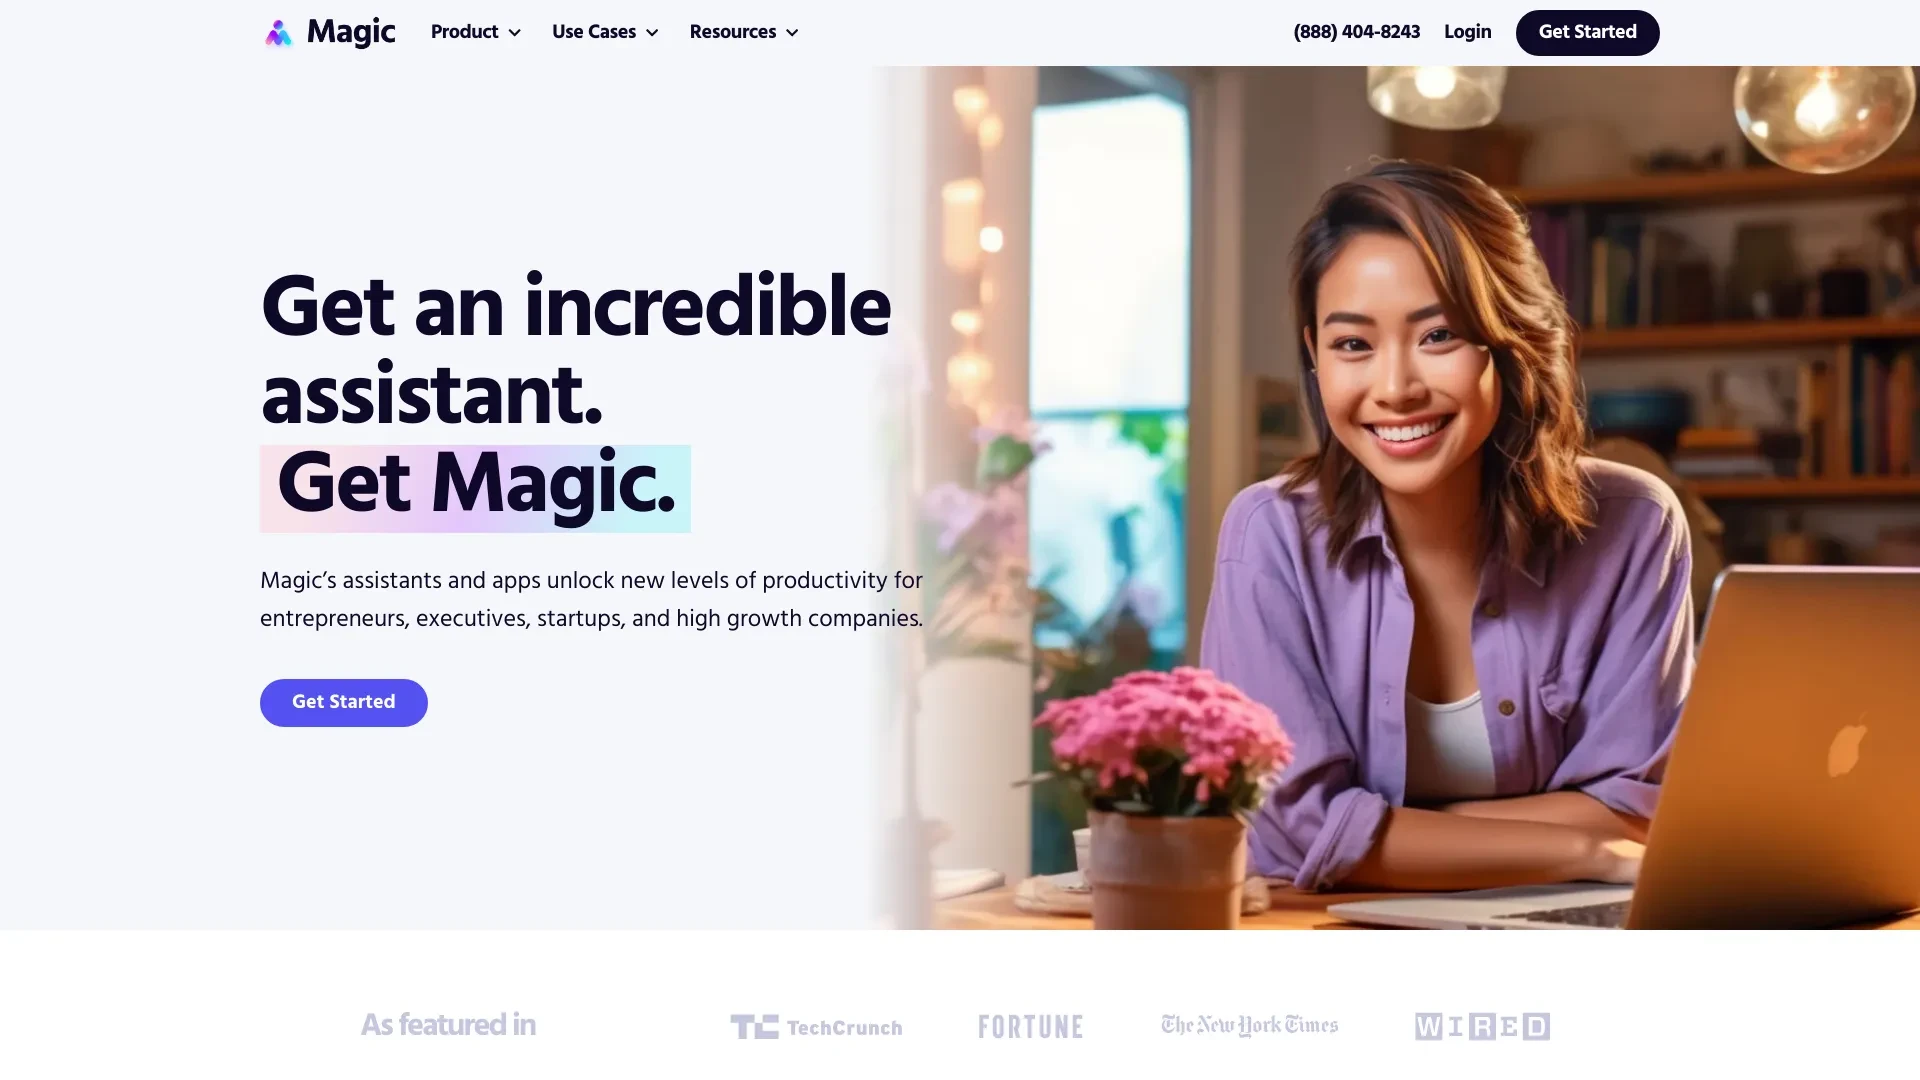 Magic
Product
Use Cases
Resources
(888) 404-8243
Login
Get Started
Get an incredible
assistant.
Get Magic.
Magic’s assistants and apps unlock new levels of productivity for
entrepreneurs, executives, startups, and high growth companies.
Get Started
As featured in
TC TechCrunch
FORTUNE
The New York Times
WIRED